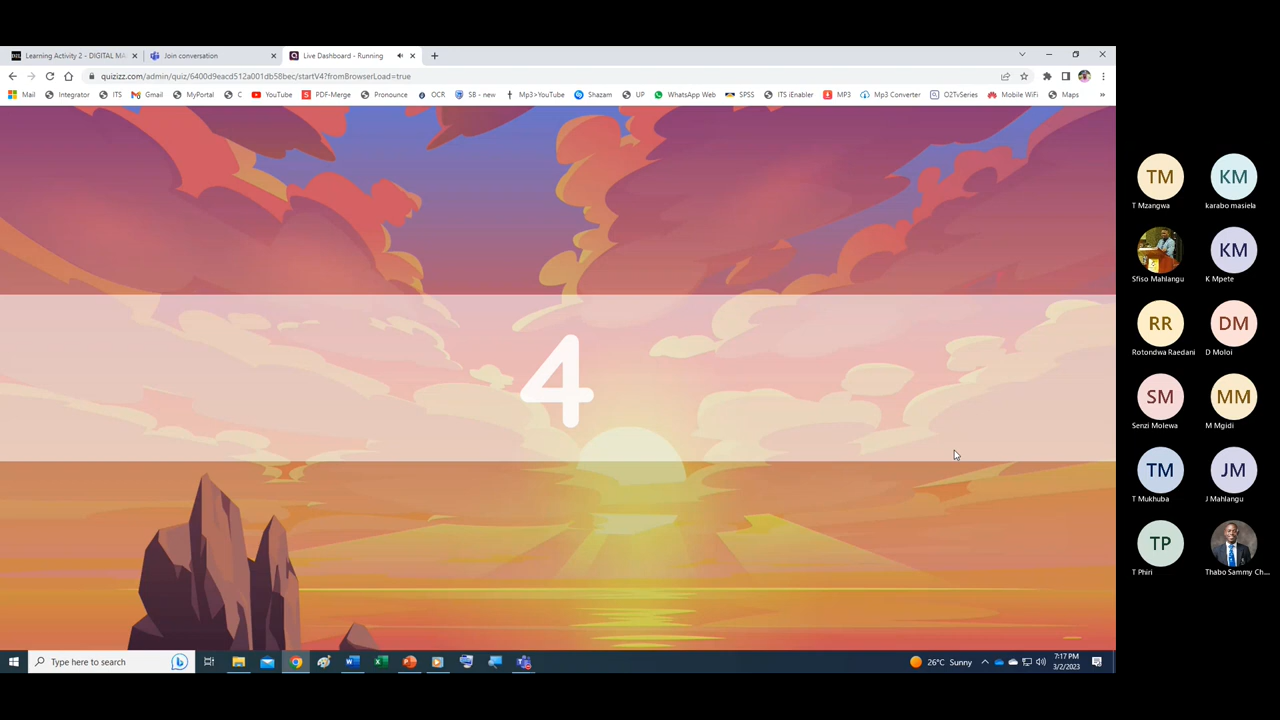 Learning Activity 2 - DIGITAL MA
Join conversation
Live Dashboard - Running
quizizz.com/admin/quiz/6400d9eacd512a001db58bec/startV4?fromBrowserLoad=true
Mail
Integrator
ITS
Gmail
MyPortal
C
YouTube
PDF-Merge
Pronounce
OCR
SB - new
Mp3>YouTube
Shazam
UP
WhatsApp Web
SPSS
ITS iEnabler
MP3
Mp3 Converter
O2TvSeries
Mobile WiFi
Maps
»
4
TM
KM
T Mzangwa
karabo masiela
KM
Sfiso Mahlangu
K Mpete
RR
DM
Rotondwa Raedani
D Moloi
SM
MM
Senzi Molewa
M Mgidi
TM
JM
T Mukhuba
J Mahlangu
TP
T Phiri
Thabo Sammy Ch...
Type here to search
26°C Sunny
7:17 PM
3/2/2023